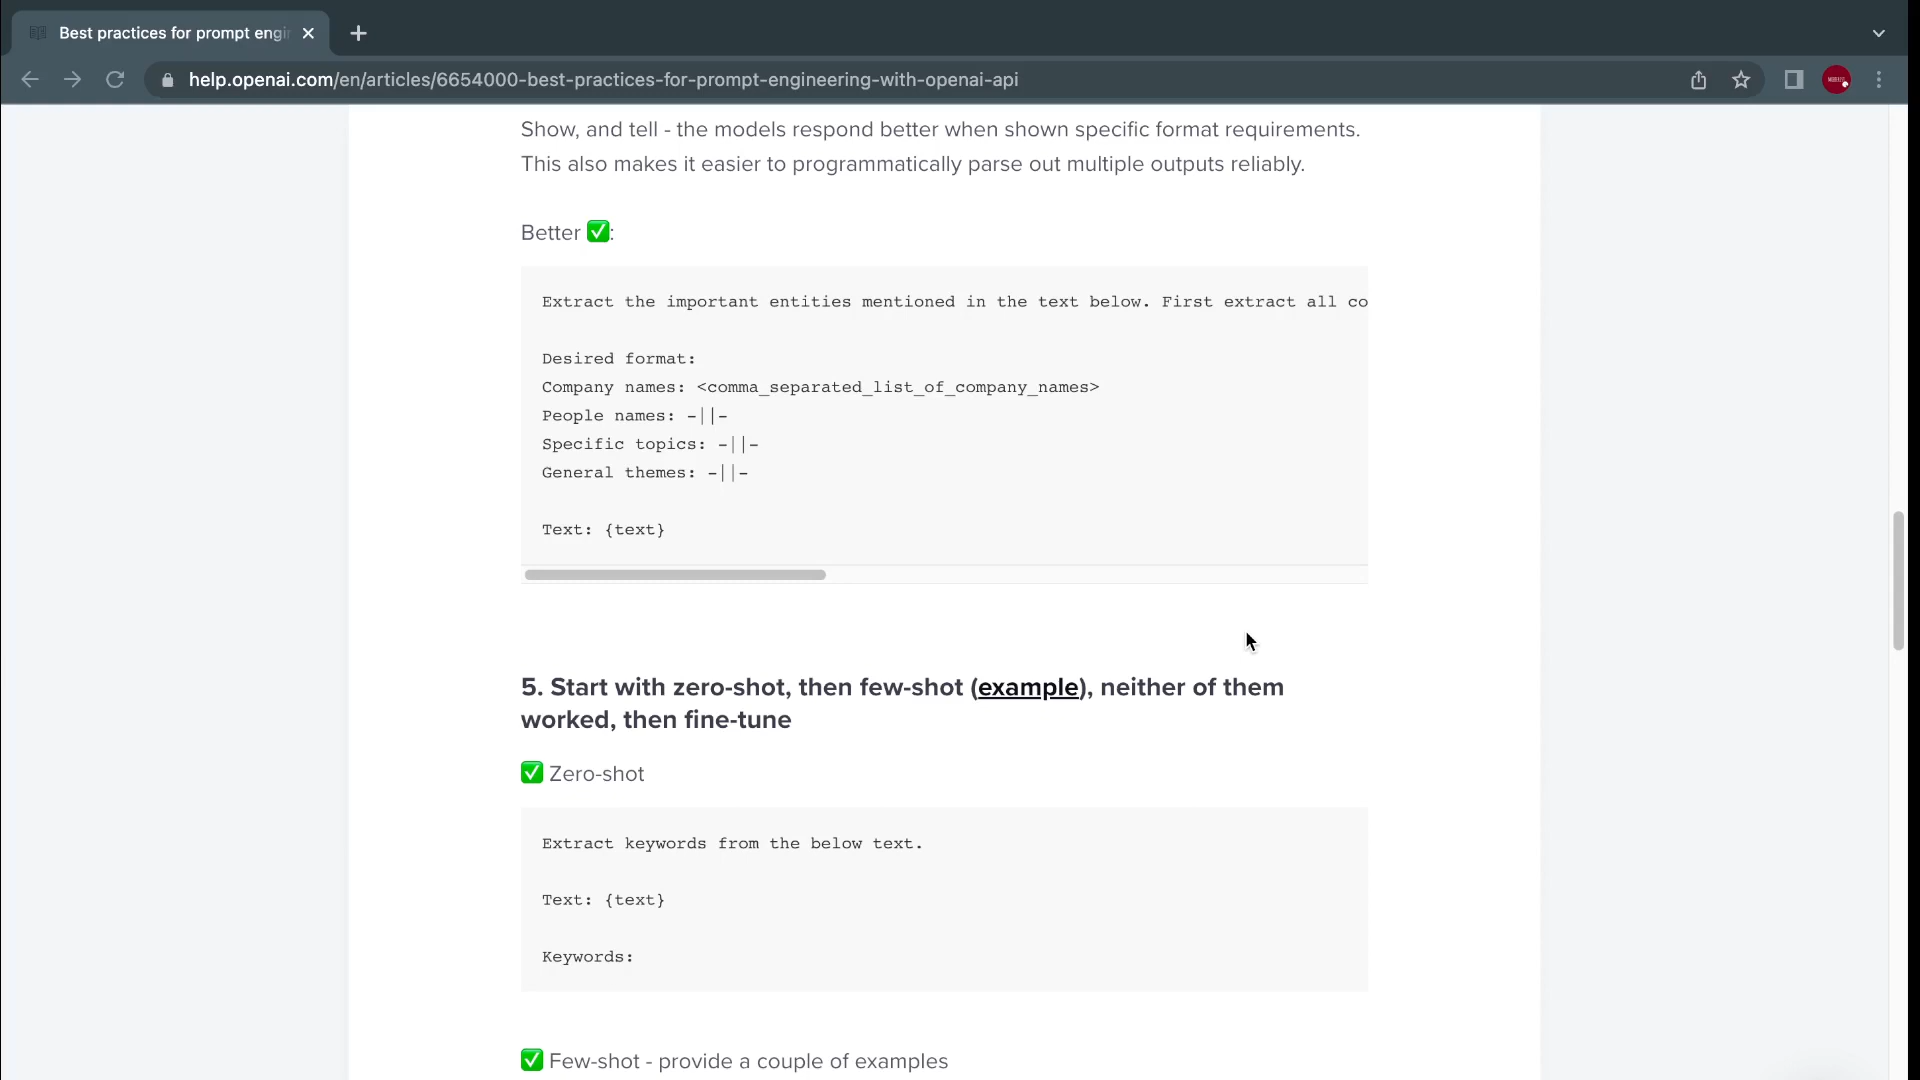 Best practices for prompt engi
help.openai.com/en/articles/6654000-best-practices-for-prompt-engineering-with-openai-api
Show, and tell - the models respond better when shown specific format requirements.
This also makes it easier to programmatically parse out multiple outputs reliably.
Better ✅:
Extract the important entities mentioned in the text below. First extract all co
Desired format:
Company names: <comma_separated_list_of_company_names>
People names: -||-
Specific topics: -||-
General themes: -||-
Text: {text}
5. Start with zero-shot, then few-shot (example), neither of them
worked, then fine-tune
✅ Zero-shot
Extract keywords from the below text.
Text: {text}
Keywords:
✅ Few-shot - provide a couple of examples